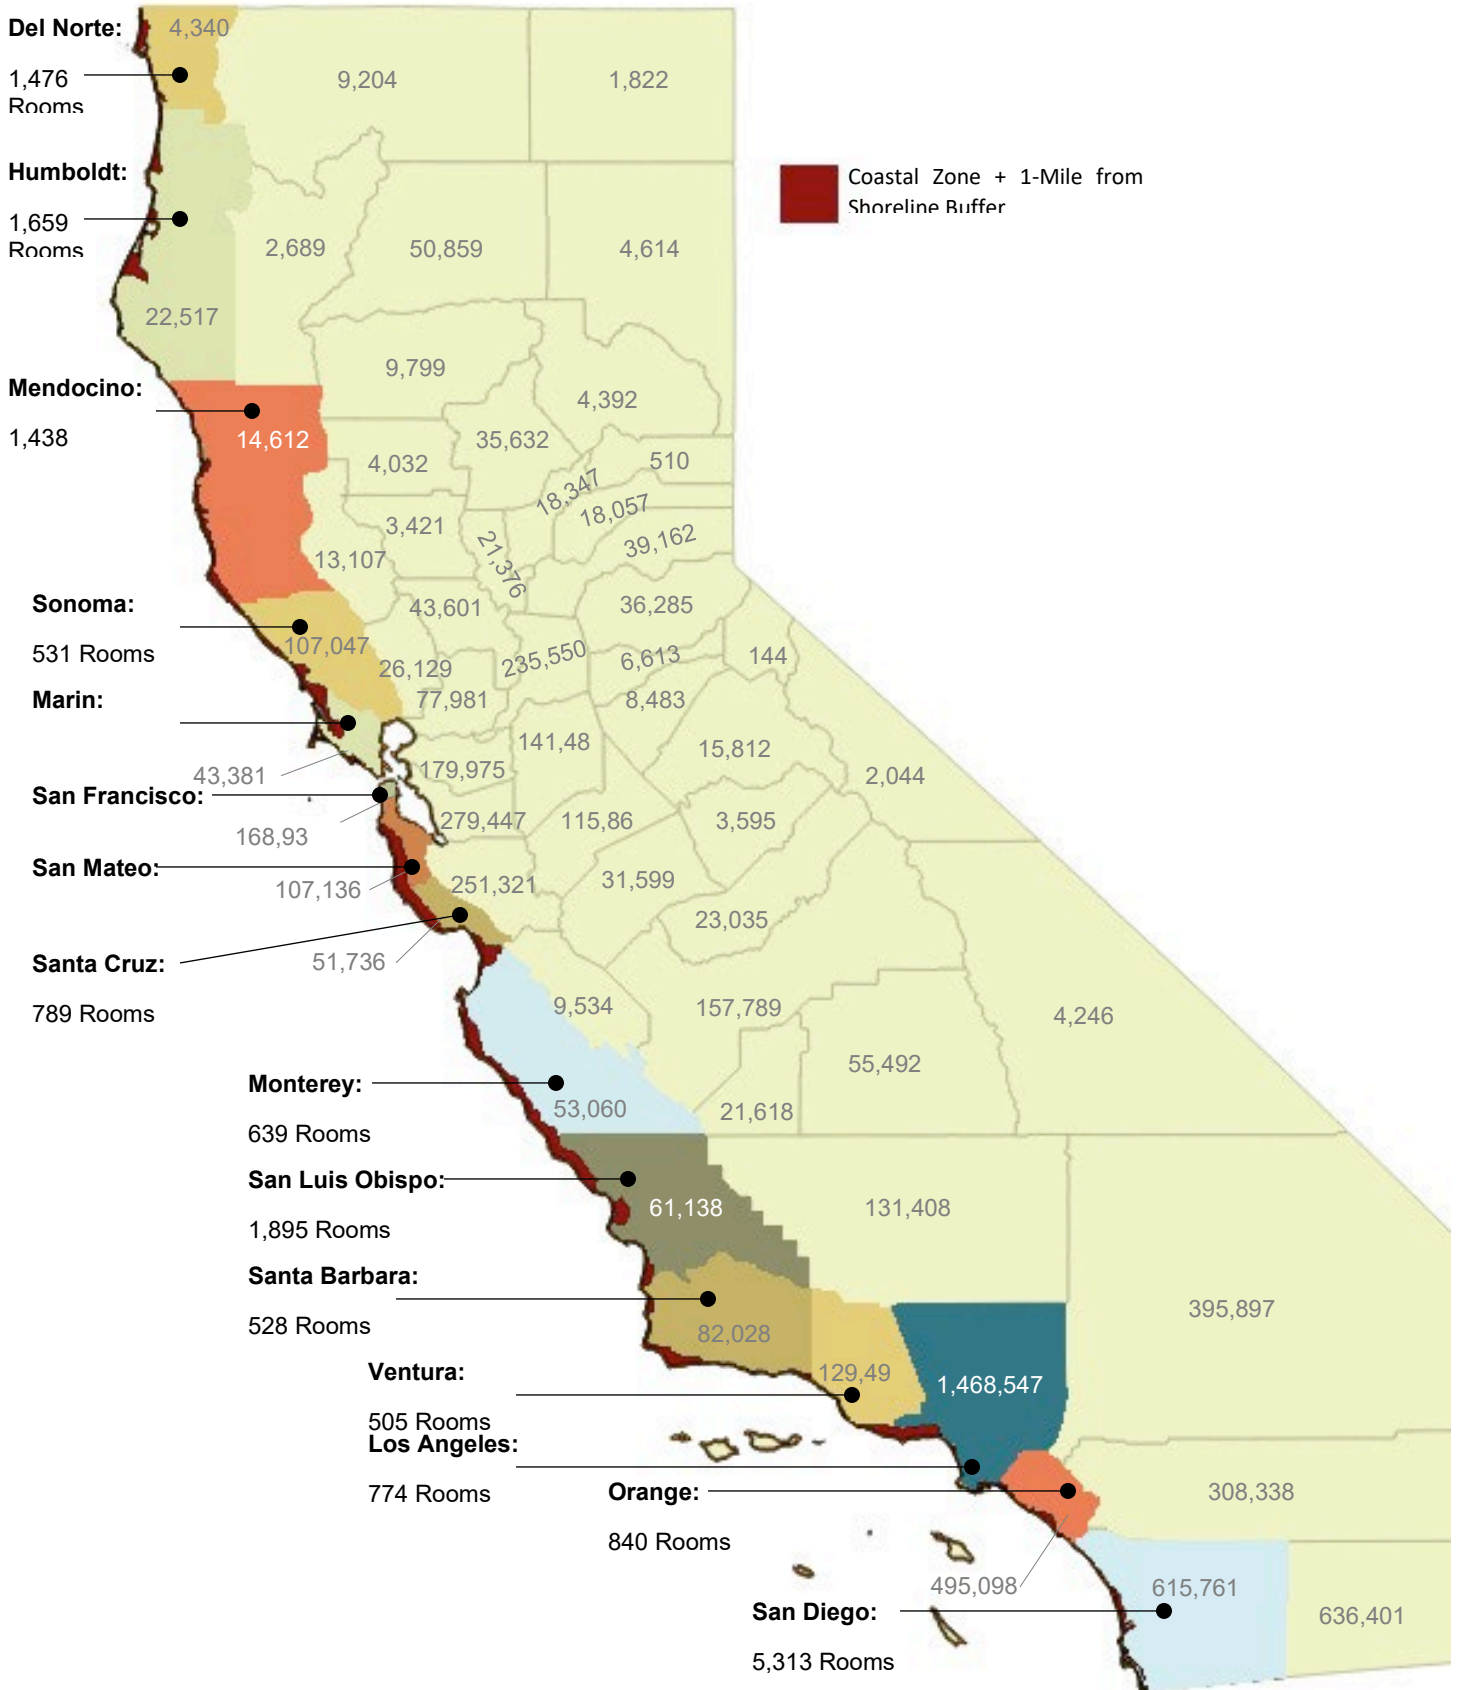 Del Norte:
4,340
1,476
Rooms
9,204
1,822
Humboldt:
1,659
Rooms
Coastal Zone + 1-Mile from
Shoreline Buffer
2,689
50,859
4,614
22,517
9,799
4,392
Mendocino:
1,438
14,612
35,632
4,032
510
18,347
18,057
3,421
39,162
21,376
13,107
Sonoma:
531 Rooms
107,047
43,601
36,285
26,129
235,550
6,613
144
77,981
8,483
Marin:
43,381
141,48
15,812
179,975
2,044
San Francisco:
168,93
279,447
115,86
3,595
San Mateo:
107,136
251,321
31,599
23,035
Santa Cruz:
789 Rooms
51,736
9,534
157,789
4,246
55,492
Monterey:
639 Rooms
53,060
21,618
San Luis Obispo:
1,895 Rooms
61,138
131,408
Santa Barbara:
528 Rooms
82,028
395,897
Ventura:
505 Rooms
129,49
1,468,547
Los Angeles:
774 Rooms
Orange:
840 Rooms
308,338
495,098
San Diego:
5,313 Rooms
615,761
636,401